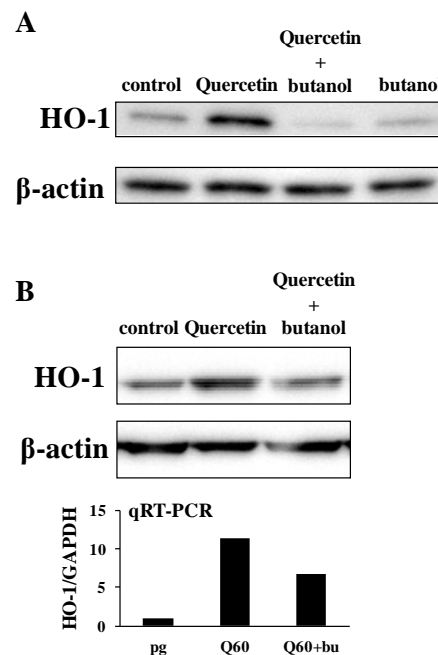 A
Quercetin
+
control Quercetin butanol butano
HO-1
β-actin
B
Quercetin
+
control Quercetin butanol
HO-1
β-actin
qRT-PCR
HO-1/GAPDH
15
10
5
0
pg Q60 Q60+bu